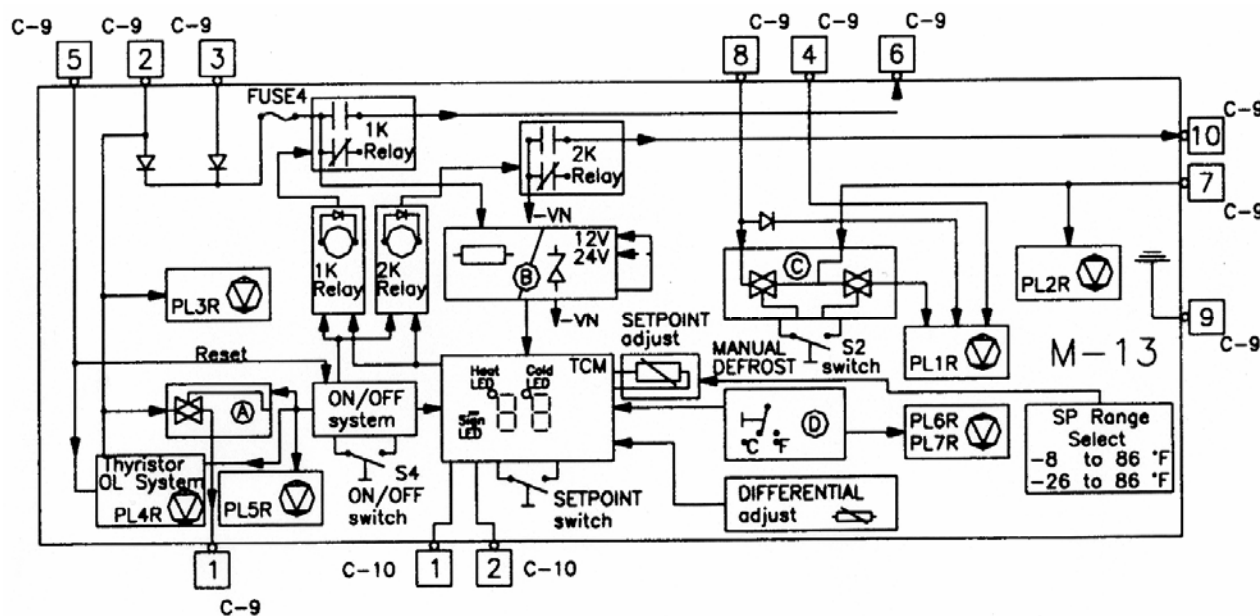 C-9
C-9
C-9
C-9
C-9
C-9
5
2
3
8
4
6
FUSE4
1K
Relay
2K
Relay
C-9
10
7
C-9
-VN
1K
Relay
2K
Relay
12V
24V
B
-VN
C
PL2R
9
C-9
PL3R
SETPOINT
adjust
MANUAL
DEFROST
S2
switch
PL1R
M-13
Reset
A
ON/OFF
system
Heat
LED
Cold
LED
TCM
Sign
LED
88
°C °F
D
PL6R
PL7R
SP Range
Select
-8 to 86 °F
-26 to 86 °F
Thyristor
OL System
PL4R
PL5R
S4
ON/OFF
switch
SETPOINT
switch
DIFFERENTIAL
adjust
1
C-9
C-10
1
2
C-10